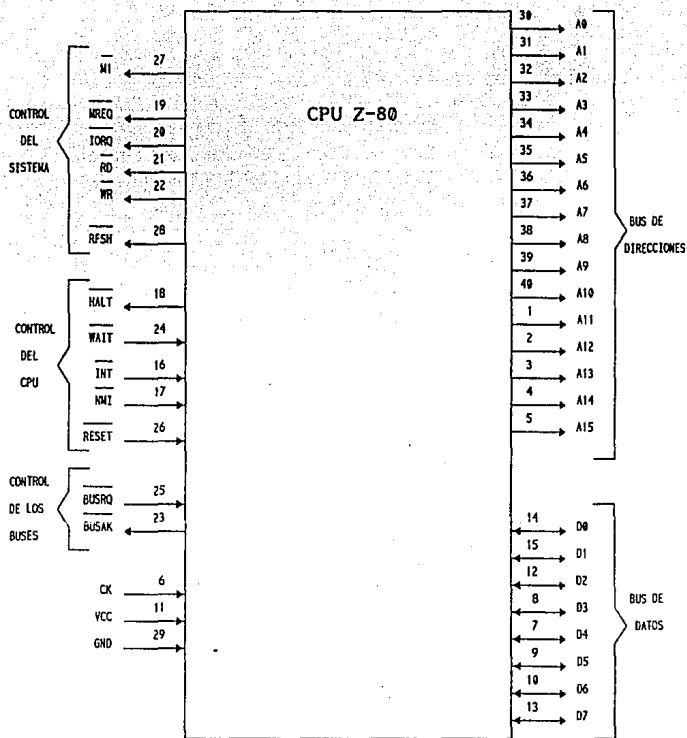 CPU Z-80
CONTROL
DEL
SISTEMA
M1 27
MREQ 19
IORQ 20
RD 21
WR 22
RFSH 28
CONTROL
DEL
CPU
HALT 18
WAIT 24
INT 16
NMI 17
RESET 26
CONTROL
DE LOS
BUSES
BUSRQ 25
BUSAK 23
CK 6
VCC 11
GND 29
30 A0
31 A1
32 A2
33 A3
34 A4
35 A5
36 A6
37 A7
38 A8
39 A9
40 A10
1 A11
2 A12
3 A13
4 A14
5 A15
BUS DE
DIRECCIONES
14 D0
15 D1
12 D2
8 D3
7 D4
9 D5
10 D6
13 D7
BUS DE
DATOS